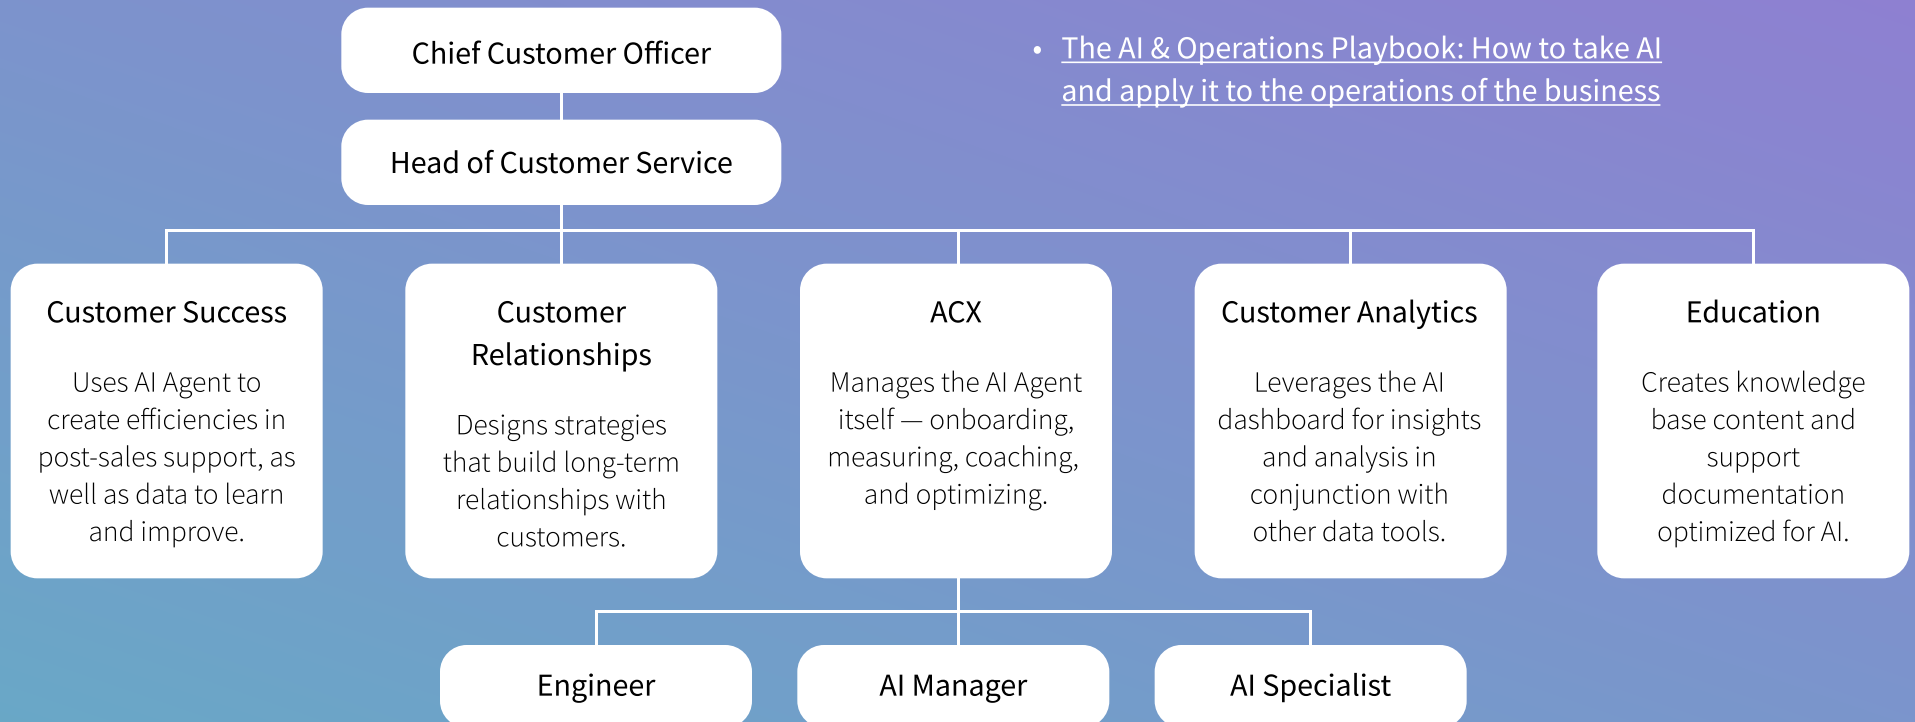 Chief Customer Officer
• The AI & Operations Playbook: How to take AI
and apply it to the operations of the business
Head of Customer Service
Customer Success
Uses AI Agent to
create efficiencies in
post-sales support, as
well as data to learn
and improve.
Customer
Relationships
Designs strategies
that build long-term
relationships with
customers.
ACX
Manages the AI Agent
itself — onboarding,
measuring, coaching,
and optimizing.
Customer Analytics
Leverages the AI
dashboard for insights
and analysis in
conjunction with
other data tools.
Education
Creates knowledge
base content and
support
documentation
optimized for AI.
Engineer
AI Manager
AI Specialist